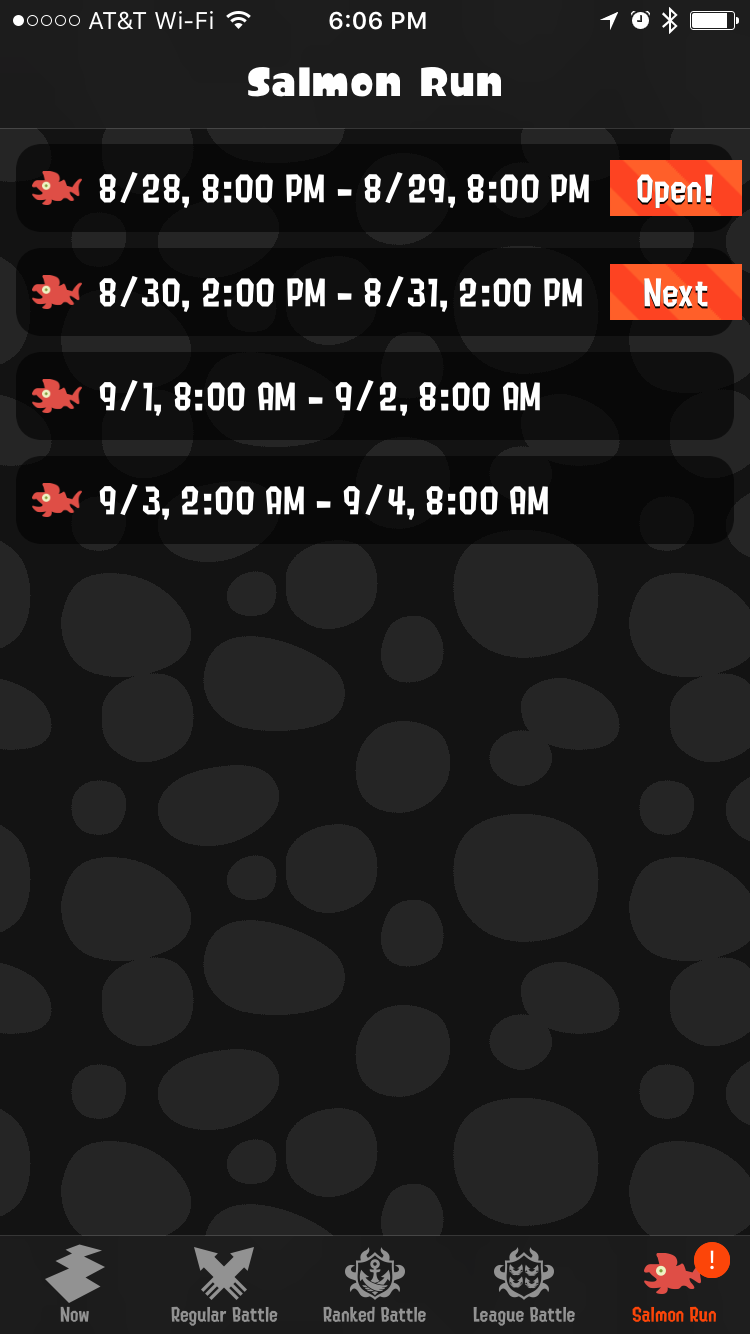 AT&T Wi-Fi 6:06 PM
Salmon Run
8/28, 8:00 PM - 8/29, 8:00 PM Open!
8/30, 2:00 PM - 8/31, 2:00 PM Next
9/1, 8:00 AM - 9/2, 8:00 AM
9/3, 2:00 AM - 9/4, 8:00 AM
!
Now Regular Battle Ranked Battle League Battle Salmon Run